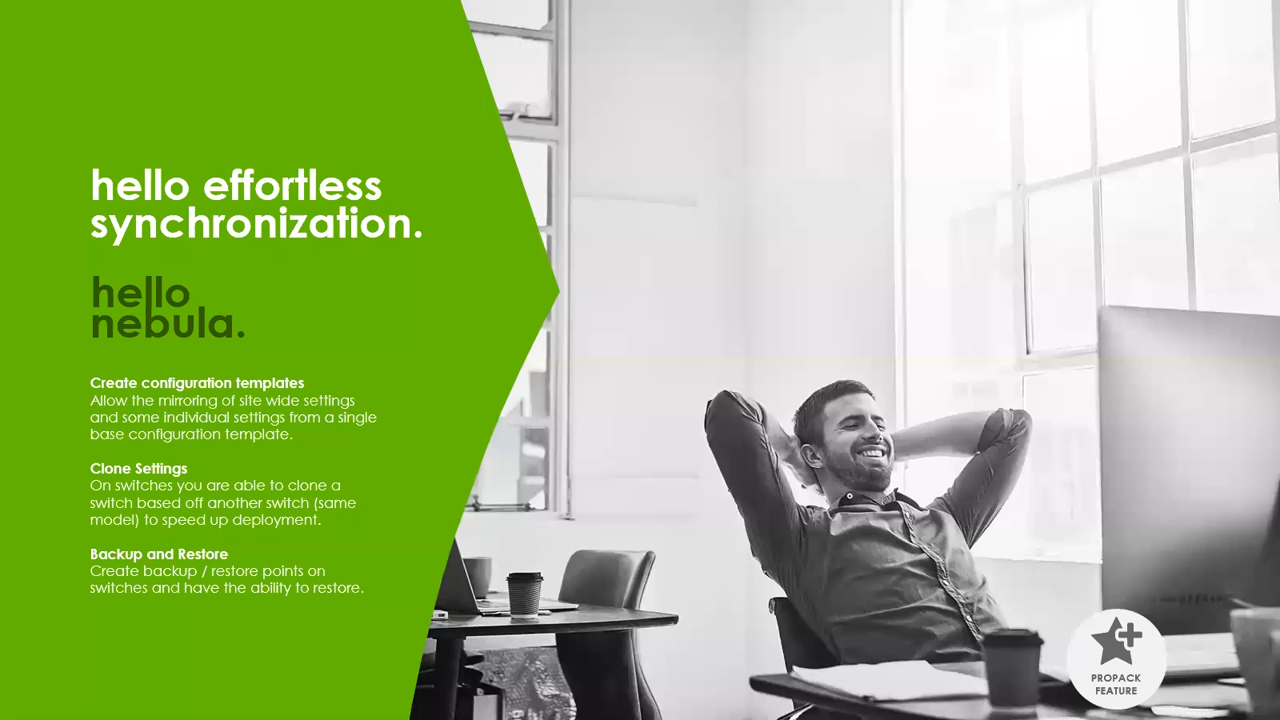 hello effortless
synchronization.
hello
nebula.
Create configuration templates
Allow the mirroring of site wide settings
and some individual settings from a single
base configuration template.
Clone Settings
On switches you are able to clone a
switch based off another switch (same
model) to speed up deployment.
Backup and Restore
Create backup / restore points on
switches and have the ability to restore.
PROPACK
FEATURE